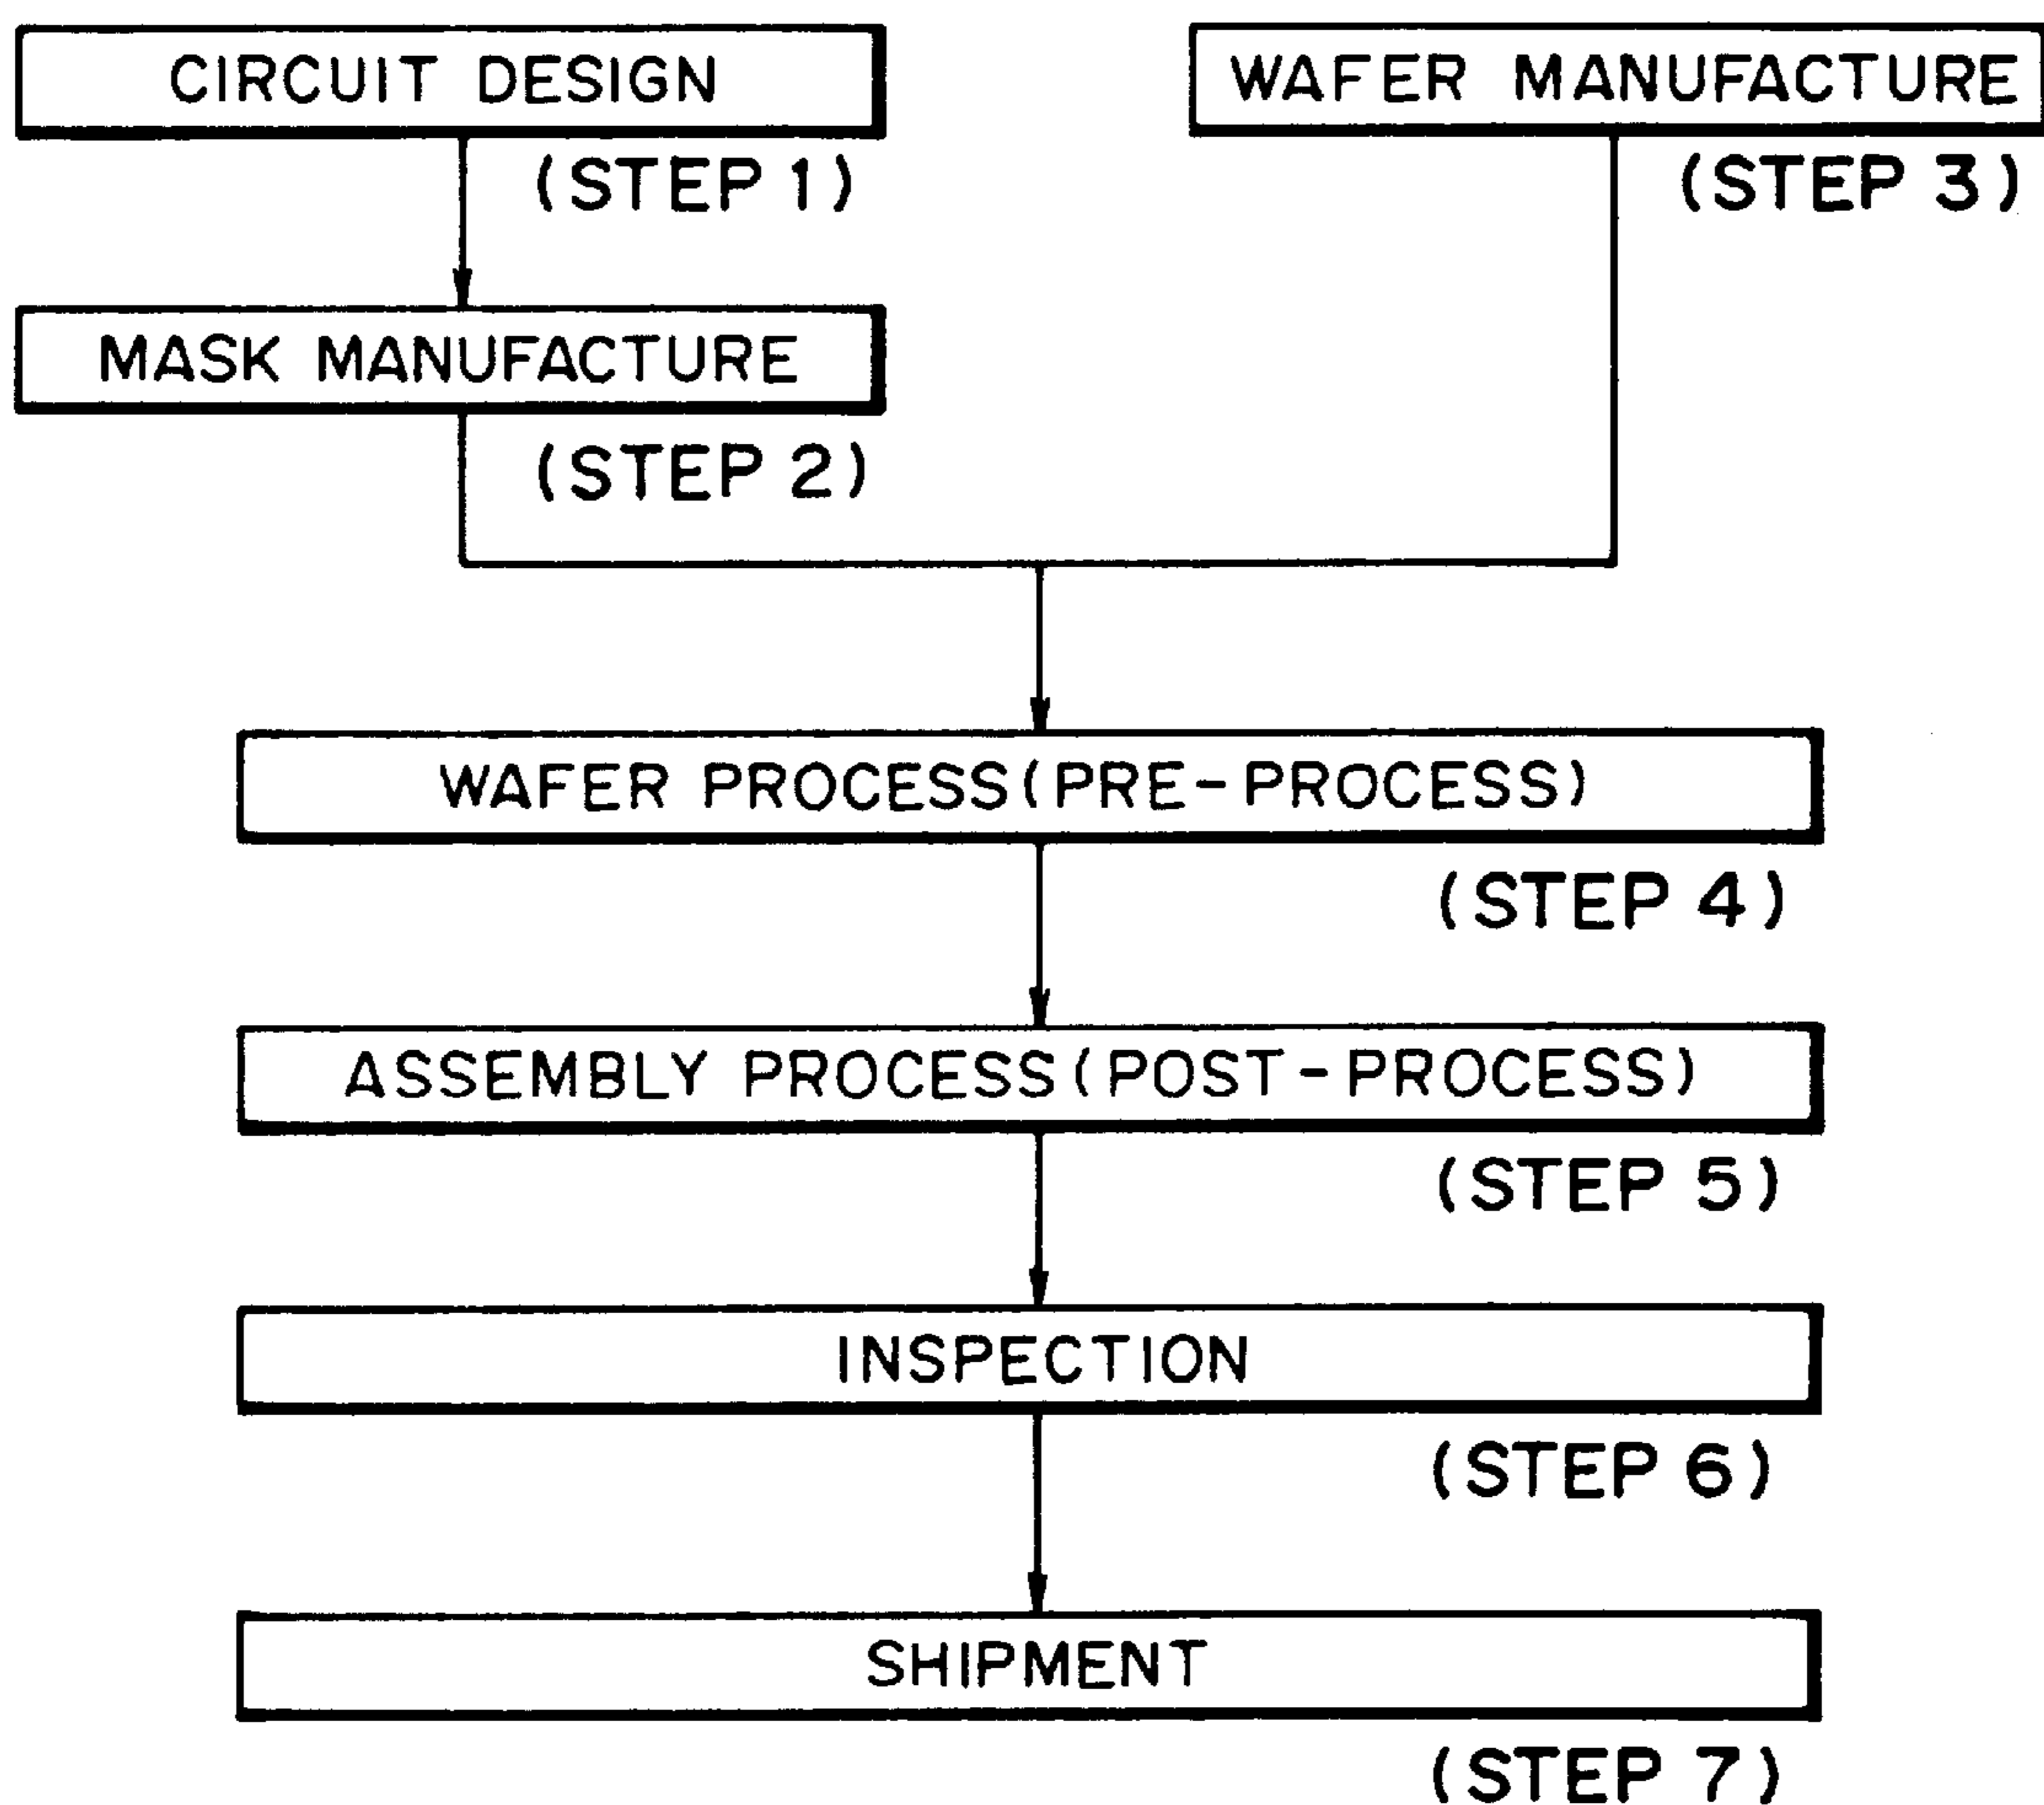 CIRCUIT DESIGN
(STEP 1)
MASK MANUFACTURE
(STEP 2)
WAFER MANUFACTURE
(STEP 3)
WAFER PROCESS(PRE-PROCESS)
(STEP 4)
ASSEMBLY PROCESS(POST-PROCESS)
(STEP 5)
INSPECTION
(STEP 6)
SHIPMENT
(STEP 7)